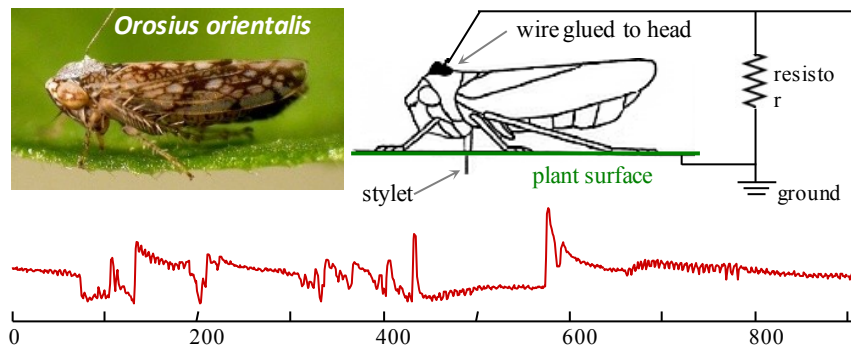 Orosius orientalis
wire glued to head
resisto
r
stylet
plant surface
ground
0 200 400 600 800